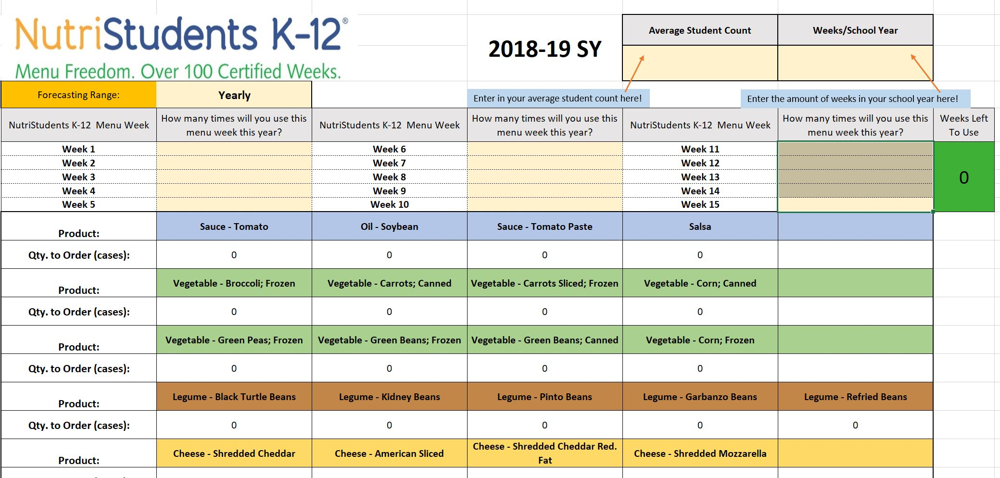 NutriStudents K-12®
Menu Freedom. Over 100 Certified Weeks.
2018-19 SY
Average Student Count
Weeks/School Year
Forecasting Range:
Yearly
Enter in your average student count here!
Enter the amount of weeks in your school year here!
NutriStudents K-12 Menu Week
How many times will you use this
menu week this year?
NutriStudents K-12 Menu Week
How many times will you use this
menu week this year?
NutriStudents K-12 Menu Week
How many times will you use this
menu week this year?
Weeks Left
To Use
Week 1
Week 6
Week 11
Week 2
Week 7
Week 12
Week 3
Week 8
Week 13
0
Week 4
Week 9
Week 14
Week 5
Week 10
Week 15
Product:
Sauce - Tomato
Oil - Soybean
Sauce - Tomato Paste
Salsa
Qty. to Order (cases):
0
0
0
0
Product:
Vegetable - Broccoli; Frozen
Vegetable - Carrots; Canned
Vegetable - Carrots Sliced; Frozen
Vegetable - Corn; Canned
Qty. to Order (cases):
0
0
0
0
Product:
Vegetable - Green Peas; Frozen
Vegetable - Green Beans; Frozen
Vegetable - Green Beans; Canned
Vegetable - Corn; Frozen
Qty. to Order (cases):
0
0
0
0
Product:
Legume - Black Turtle Beans
Legume - Kidney Beans
Legume - Pinto Beans
Legume - Garbanzo Beans
Legume - Refried Beans
Qty. to Order (cases):
0
0
0
0
0
Product:
Cheese - Shredded Cheddar
Cheese - American Sliced
Cheese - Shredded Cheddar Red.
Fat
Cheese - Shredded Mozzarella